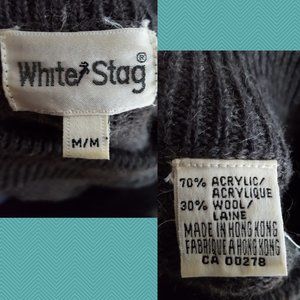 White Stag®
M/M
70% ACRYLIC/
ACRYLIQUE
30% WOOL/
LAINE
MADE IN HONG KONG
FABRIQUE A HONG KONG
CA 00278